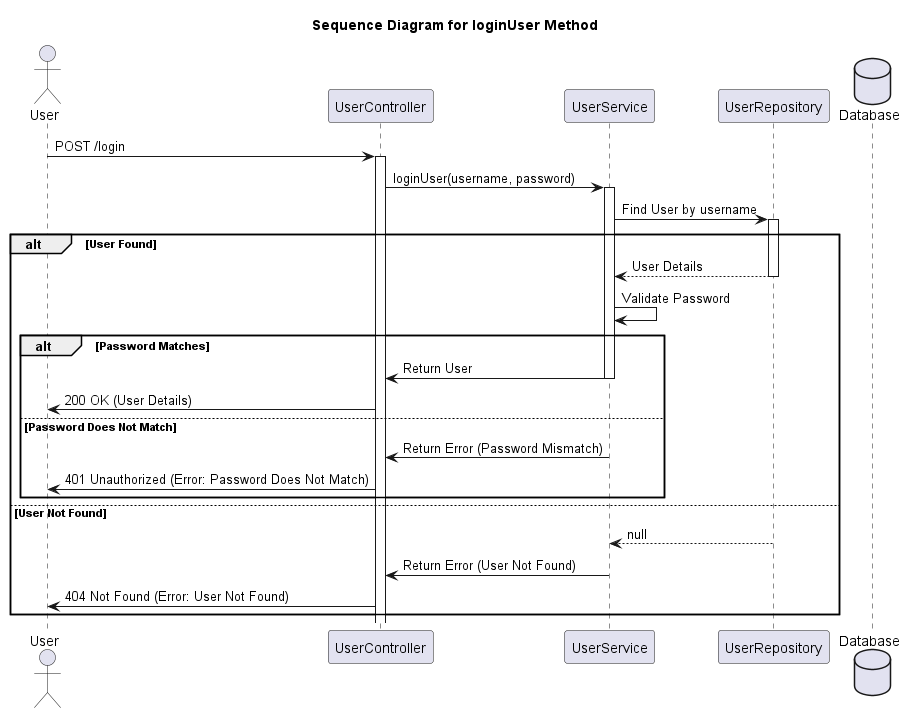 Sequence Diagram for loginUser Method
User
UserController
UserService
UserRepository
Database
POST /login
loginUser(username, password)
Find User by username
alt
[User Found]
User Details
Validate Password
alt
[Password Matches]
Return User
200 OK (User Details)
[Password Does Not Match]
Return Error (Password Mismatch)
401 Unauthorized (Error: Password Does Not Match)
[User Not Found]
null
Return Error (User Not Found)
404 Not Found (Error: User Not Found)
User
UserController
UserService
UserRepository
Database